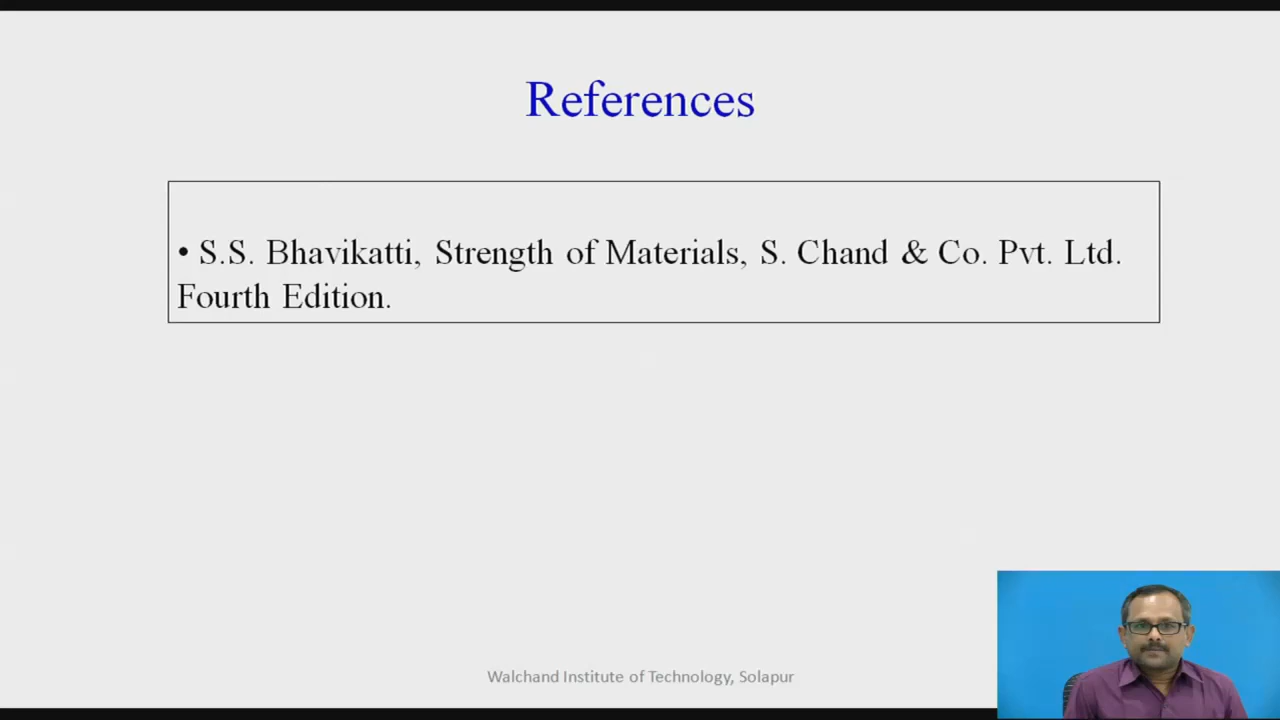 References
• S.S. Bhavikatti, Strength of Materials, S. Chand & Co. Pvt. Ltd.
Fourth Edition.
Walchand Institute of Technology, Solapur